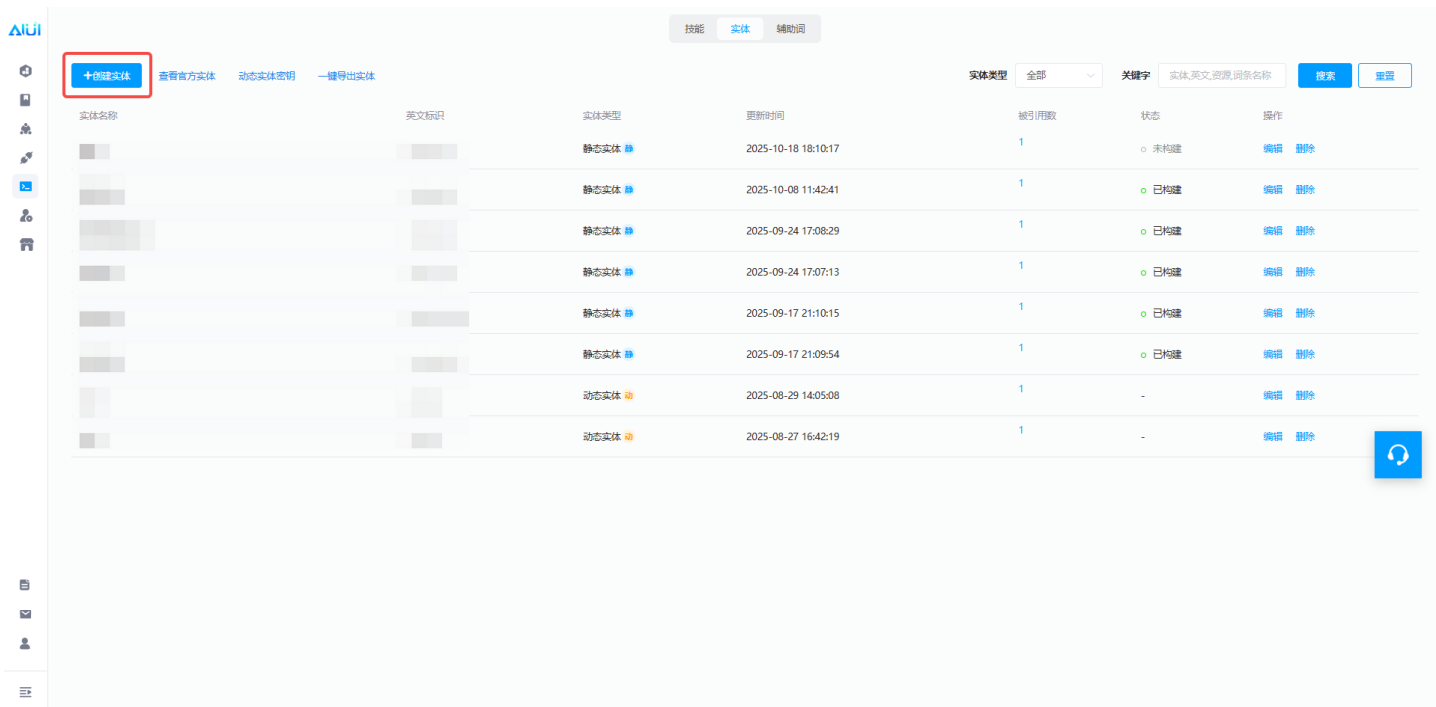 AIUI
技能 实体 辅助词
+创建实体 查看官方实体 动态实体密钥 一键导出实体 实体类型 全部 关键字 实体,英文,资源,词条名称 搜索 重置
实体名称 英文标识 实体类型 更新时间 被引用数 状态 操作
静态实体 静 2025-10-18 18:10:17 1 未构建 编辑 删除
静态实体 静 2025-10-08 11:42:41 1 已构建 编辑 删除
静态实体 静 2025-09-24 17:08:29 1 已构建 编辑 删除
静态实体 静 2025-09-24 17:07:13 1 已构建 编辑 删除
静态实体 静 2025-09-17 21:10:15 1 已构建 编辑 删除
静态实体 静 2025-09-17 21:09:54 1 已构建 编辑 删除
动态实体 动 2025-08-29 14:05:08 1 - 编辑 删除
动态实体 动 2025-08-27 16:42:19 1 - 编辑 删除